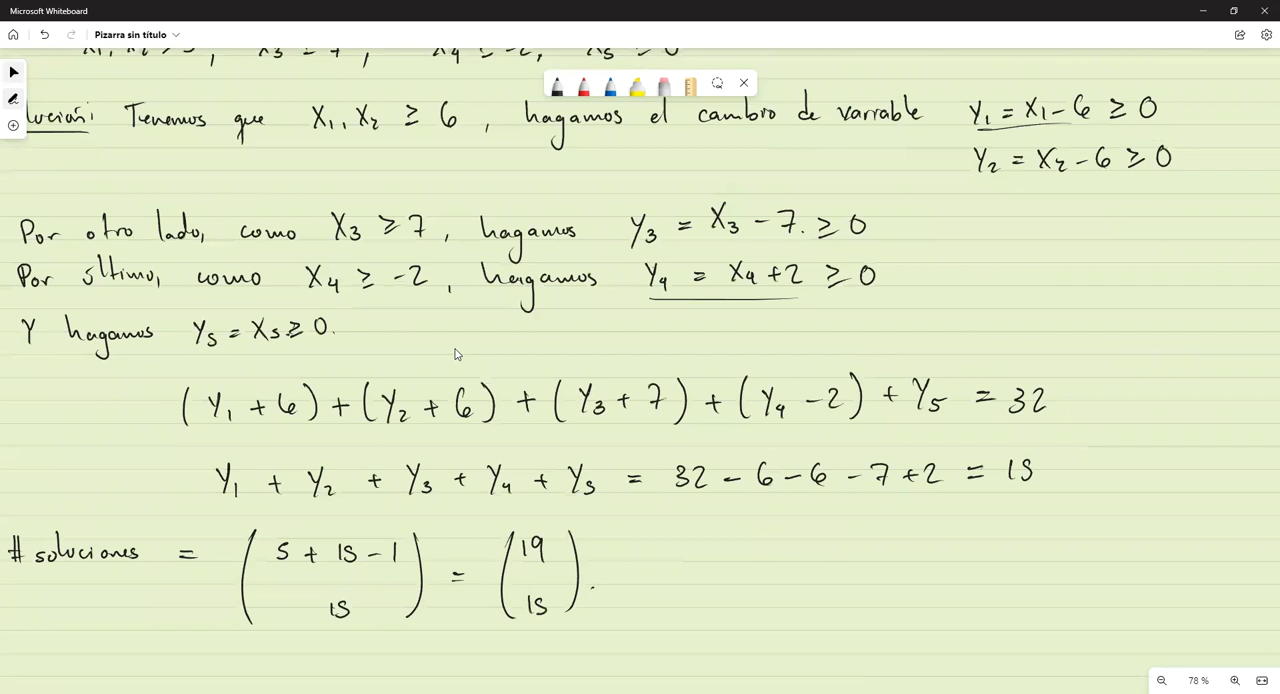 Microsoft Whiteboard
Pizarra sin título
x₃ ≥ 7,
Solución: Tenemos que X₁, X₂ ≥ 6, hagamos el cambio de variable Y₁ = X₁ - 6 ≥ 0
Y₂ = X₂ - 6 ≥ 0
Por otro lado, como X₃ ≥ 7, hagamos Y₃ = X₃ - 7. ≥ 0
Por último, como X₄ ≥ -2, hagamos Y₄ = X₄ + 2 ≥ 0
Y hagamos Y₅ = X₅ ≥ 0.
(Y₁ + 6) + (Y₂ + 6) + (Y₃ + 7) + (Y₄ - 2) + Y₅ = 32
Y₁ + Y₂ + Y₃ + Y₄ + Y₅ = 32 - 6 - 6 - 7 + 2 = 15
# soluciones = (5 + 15 - 1 / 15) = (19 / 15).
78 %